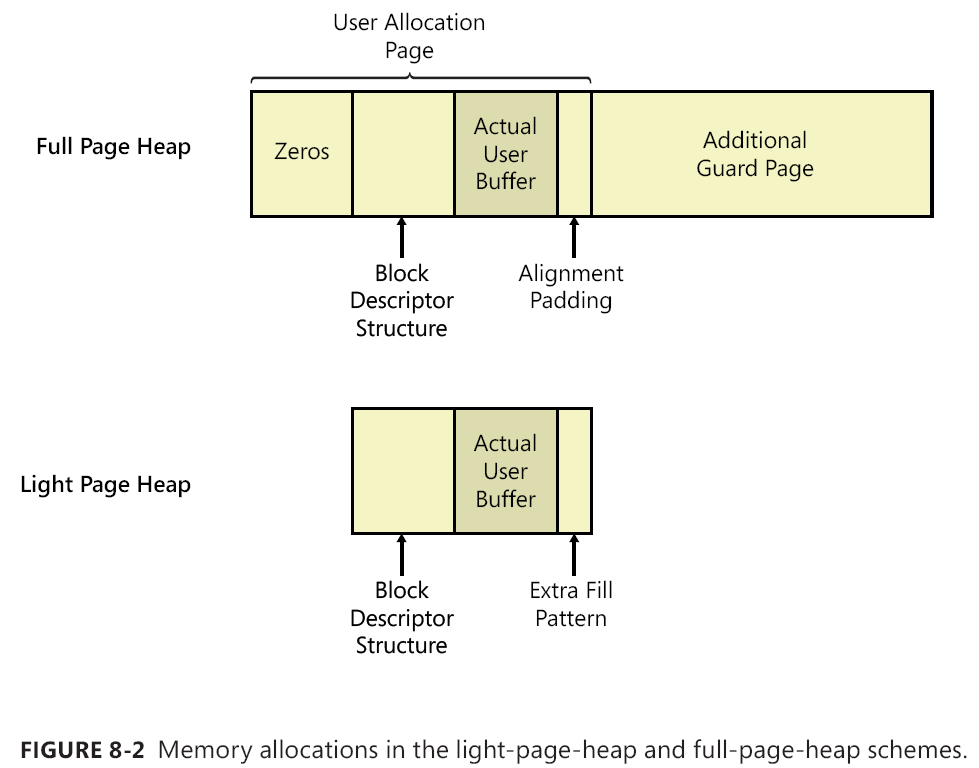 User Allocation
Page
Full Page Heap
Zeros
Actual
User
Buffer
Additional
Guard Page
Block
Descriptor
Structure
Alignment
Padding
Light Page Heap
Actual
User
Buffer
Block
Descriptor
Structure
Extra Fill
Pattern
FIGURE 8-2 Memory allocations in the light-page-heap and full-page-heap schemes.